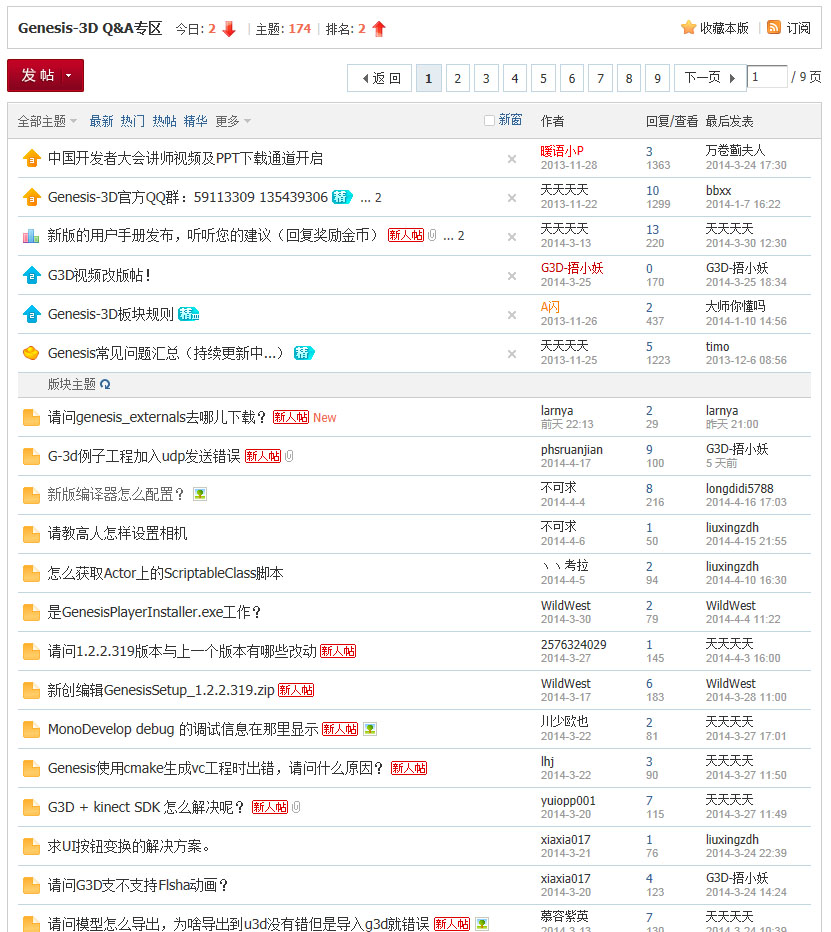 Genesis-3D Q&A专区 今日: 2 | 主题: 174 | 排名: 2 收藏本版 | 订阅
发帖 返回 1 2 3 4 5 6 7 8 9 下一页 1 / 9 页
全部主题 最新 热门 热帖 精华 更多 新窗 作者 回复/查看 最后发表
中国开发者大会讲师视频及PPT下载通道开启 暖语小P 3 万卷薊夫人
2013-11-28 1363 2014-3-24 17:30
Genesis-3D官方QQ群：59113309 135439306 精 ... 2 天天天天 10 bbxx
2013-11-22 1299 2014-1-7 16:22
新版的用户手册发布，听听您的建议（回复奖励金币） 新人帖 ... 2 天天天天 13 天天天天
2014-3-13 220 2014-3-30 12:30
G3D视频改版帖！ G3D-捂小妖 0 G3D-捂小妖
2014-3-25 170 2014-3-25 18:34
Genesis-3D板块规则 精 A闪 2 大师你懂吗
2013-11-26 437 2014-1-10 14:56
Genesis常见问题汇总（持续更新中...） 精 天天天天 5 timo
2013-11-25 1223 2013-12-6 08:56
版块主题
请问genesis_externals去哪儿下载？ 新人帖 New larnya 2 larnya
前天 22:13 29 昨天 21:00
G-3d例子工程加入udp发送错误 新人帖 phsruanjian 9 G3D-捂小妖
2014-4-17 100 5 天前
新版编译器怎么配置？ 不可求 8 longdidi5788
2014-4-4 216 2014-4-16 17:03
请教高人怎样设置相机 不可求 1 liuxingzdh
2014-4-6 50 2014-4-15 21:55
怎么获取Actor上的ScriptableClass脚本 ヽヽ考拉 2 liuxingzdh
2014-4-5 94 2014-4-10 16:30
是GenesisPlayerInstaller.exe工作？ WildWest 2 WildWest
2014-3-30 79 2014-4-4 11:22
请问1.2.2.319版本与上一个版本有哪些改动 新人帖 2576324029 1 天天天天
2014-3-27 145 2014-4-3 16:00
新创编辑GenesisSetup_1.2.2.319.zip 新人帖 WildWest 6 WildWest
2014-3-17 183 2014-3-28 11:00
MonoDevelop debug 的调试信息在那里显示 新人帖 川少欧也 2 天天天天
2014-3-22 81 2014-3-27 17:01
Genesis使用cmake生成vc工程时出错，请问什么原因？ 新人帖 lhj 3 天天天天
2014-3-22 90 2014-3-27 11:50
G3D + kinect SDK 怎么解决呢？ 新人帖 yuiopp001 7 天天天天
2014-3-20 115 2014-3-27 11:49
求UI按钮变换的解决方案。 xiaxia017 1 liuxingzdh
2014-3-21 76 2014-3-24 22:39
请问G3D支不支持Flsha动画？ xiaxia017 4 G3D-捂小妖
2014-3-20 123 2014-3-24 14:24
请问模型怎么导出，为啥导出到u3d没有错但是导入g3d就错误 新人帖 慕容紫英 7 天天天天
2014-3-13 130 2014-3-24 10:39